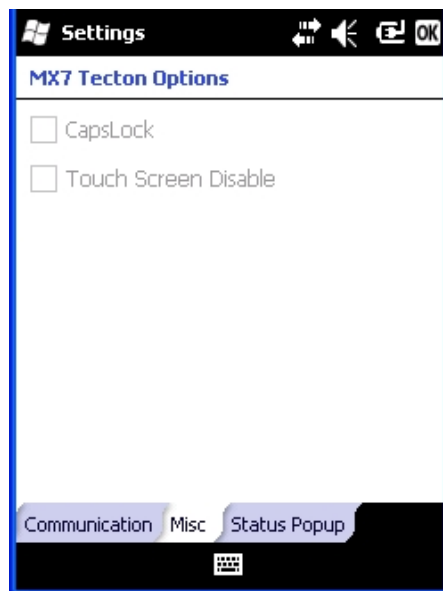 Settings
OK
MX7 Tecton Options
CapsLock
Touch Screen Disable
Communication Misc Status Popup